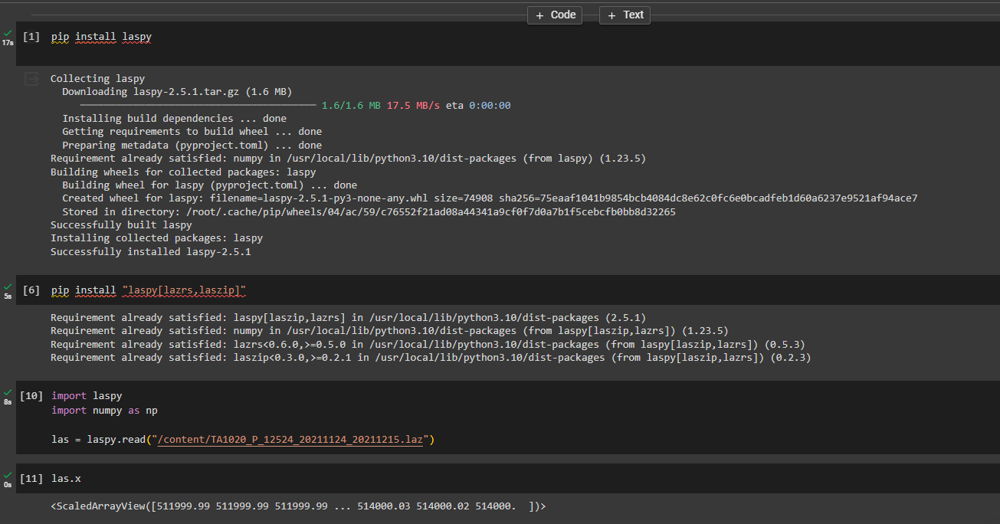 + Code + Text
17s [1] pip install laspy
Collecting laspy
Downloading laspy-2.5.1.tar.gz (1.6 MB)
1.6/1.6 MB 17.5 MB/s eta 0:00:00
Installing build dependencies ... done
Getting requirements to build wheel ... done
Preparing metadata (pyproject.toml) ... done
Requirement already satisfied: numpy in /usr/local/lib/python3.10/dist-packages (from laspy) (1.23.5)
Building wheels for collected packages: laspy
Building wheel for laspy (pyproject.toml) ... done
Created wheel for laspy: filename=laspy-2.5.1-py3-none-any.whl size=74908 sha256=75eaaf1041b9854bcb4084dc8e62c0fc6e0bcadfeb1d60a6237e9521af94ace7
Stored in directory: /root/.cache/pip/wheels/04/ac/59/c76552f21ad08a44341a9cf0f7d0a7b1f5cebcfb0bb8d32265
Successfully built laspy
Installing collected packages: laspy
Successfully installed laspy-2.5.1
5s [6] pip install "laspy[lazrs,laszip]"
Requirement already satisfied: laspy[laszip,lazrs] in /usr/local/lib/python3.10/dist-packages (2.5.1)
Requirement already satisfied: numpy in /usr/local/lib/python3.10/dist-packages (from laspy[laszip,lazrs]) (1.23.5)
Requirement already satisfied: lazrs<0.6.0,>=0.5.0 in /usr/local/lib/python3.10/dist-packages (from laspy[laszip,lazrs]) (0.5.3)
Requirement already satisfied: laszip<0.3.0,>=0.2.1 in /usr/local/lib/python3.10/dist-packages (from laspy[laszip,lazrs]) (0.2.3)
8s [10] import laspy
import numpy as np
las = laspy.read("/content/TA1020_P_12524_20211124_20211215.laz")
0s [11] las.x
<ScaledArrayView([511999.99 511999.99 511999.99 ... 514000.03 514000.02 514000.  ])>